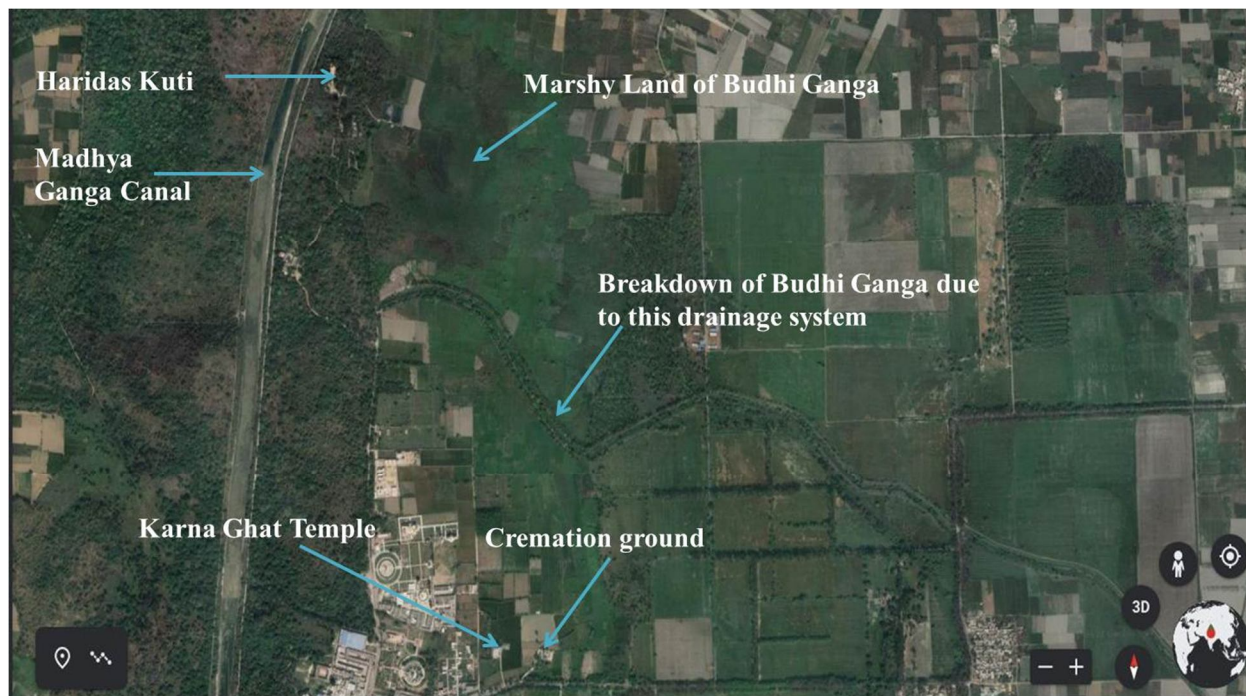 Haridas Kuti
Marshy Land of Budhi Ganga
Madhya
Ganga Canal
Breakdown of Budhi Ganga due
to this drainage system
Karna Ghat Temple
Cremation ground
3D